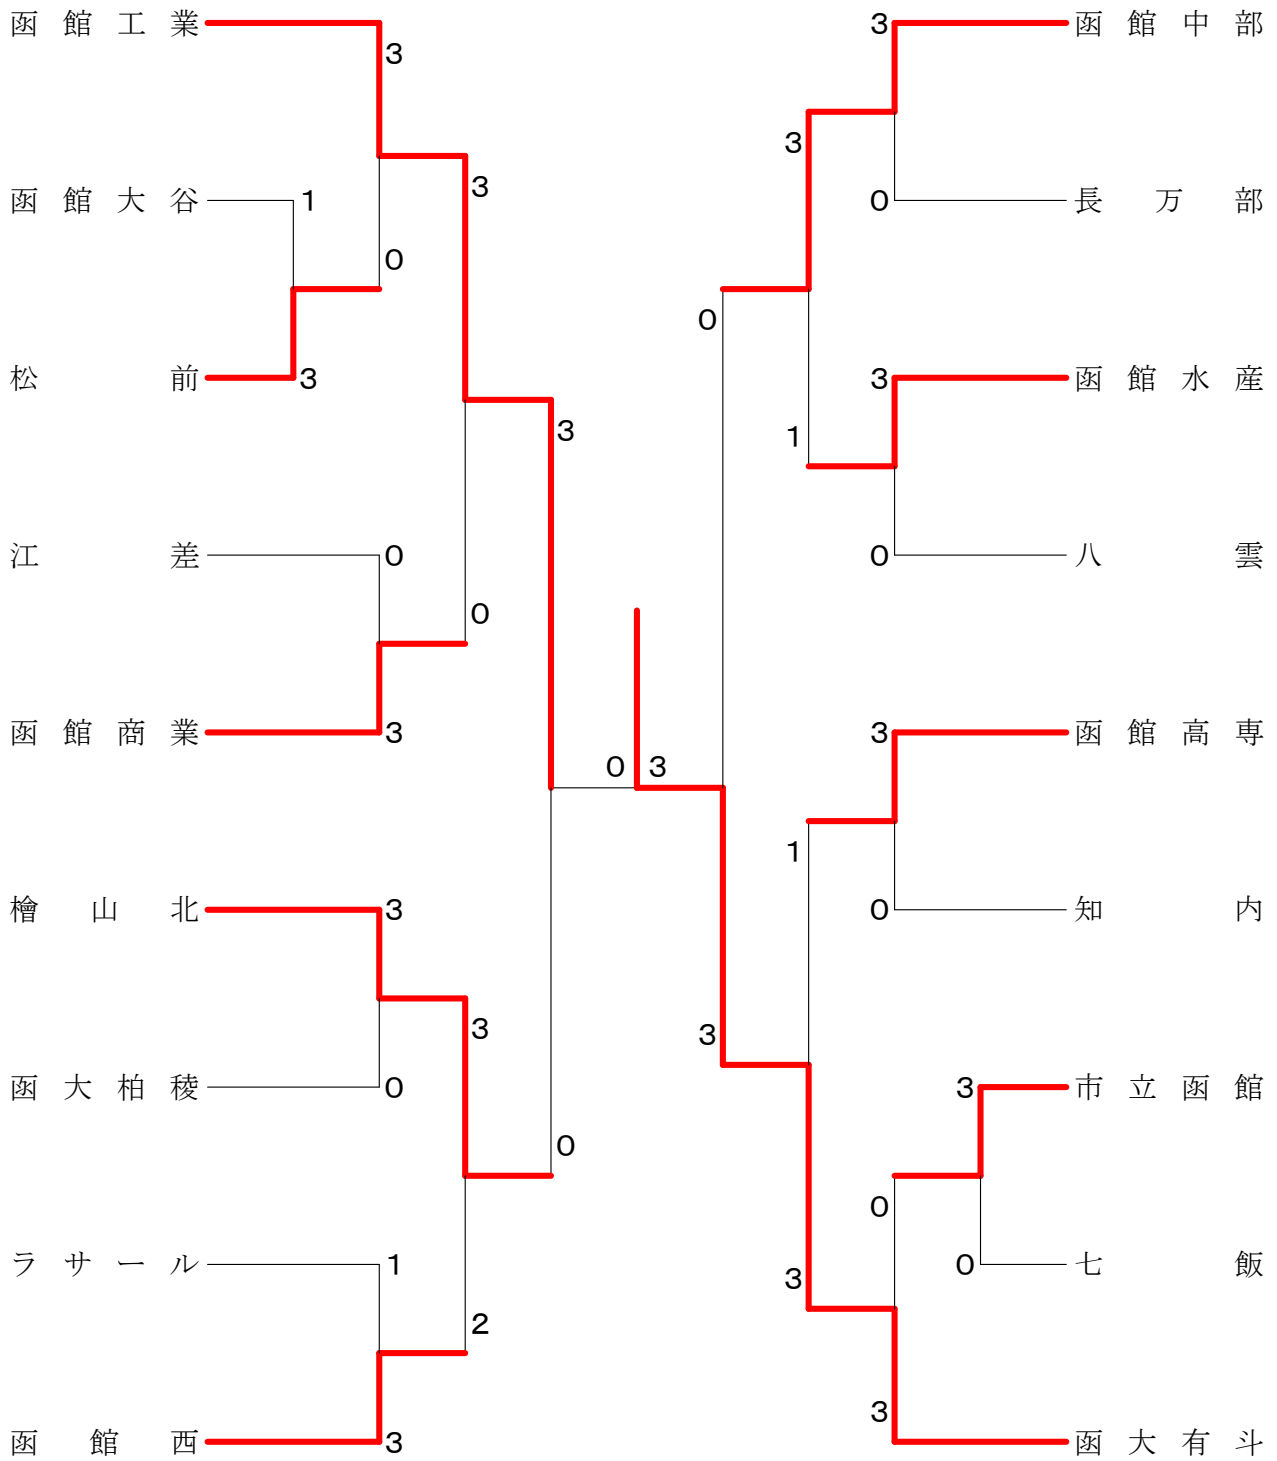 函館工業
3
函館大谷
1
3
0
松前
3
3
江差
0
0
函館商業
3
0
3
檜山北
3
3
函大柏稜
0
0
ラサール
1
2
函館西
3
3
函館中部
3
0
長万部
0
3
函館水産
1
0
八雲
3
函館高専
1
0
知内
3
3
市立函館
0
0
七飯
3
3
函大有斗